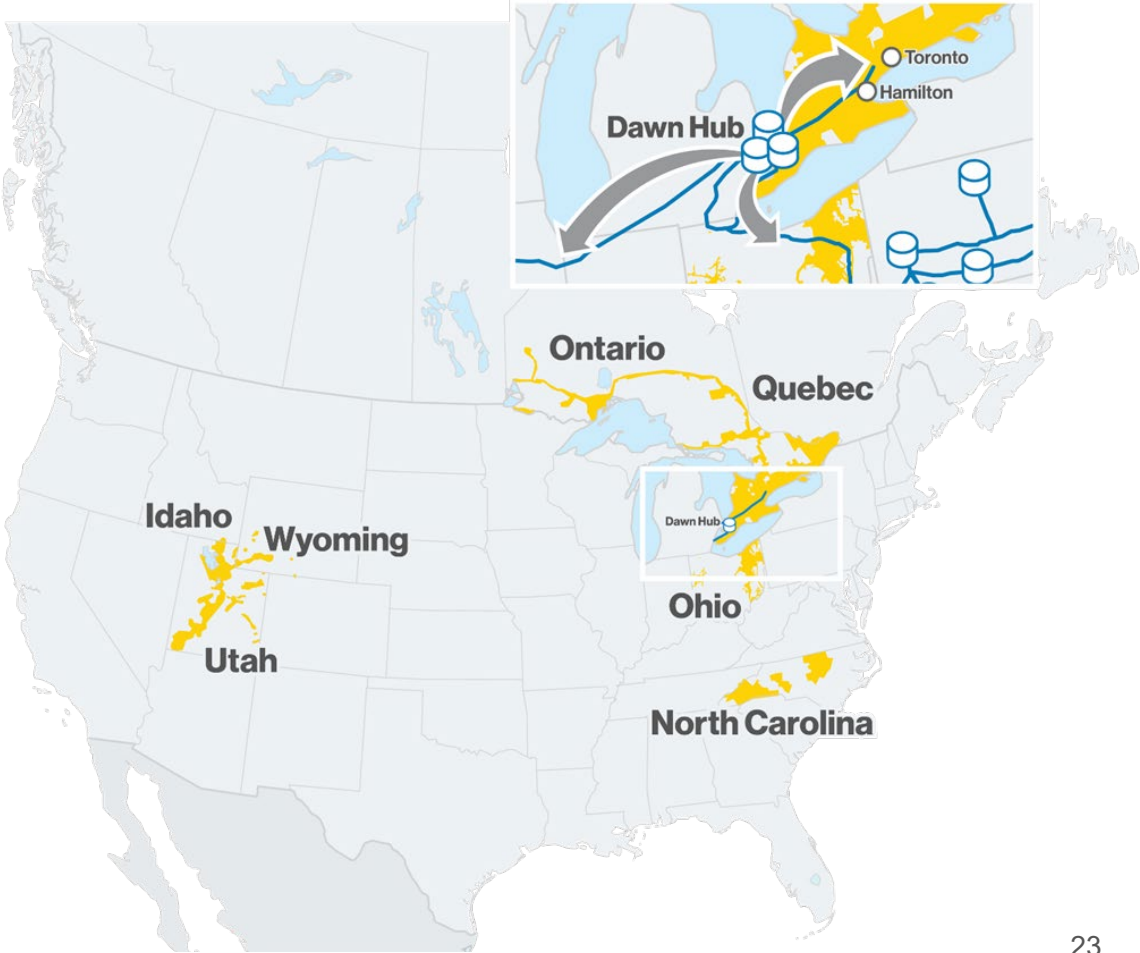 Toronto
Hamilton
Dawn Hub
Ontario
Quebec
Idaho
Wyoming
Dawn Hub
Ohio
Utah
North Carolina
23